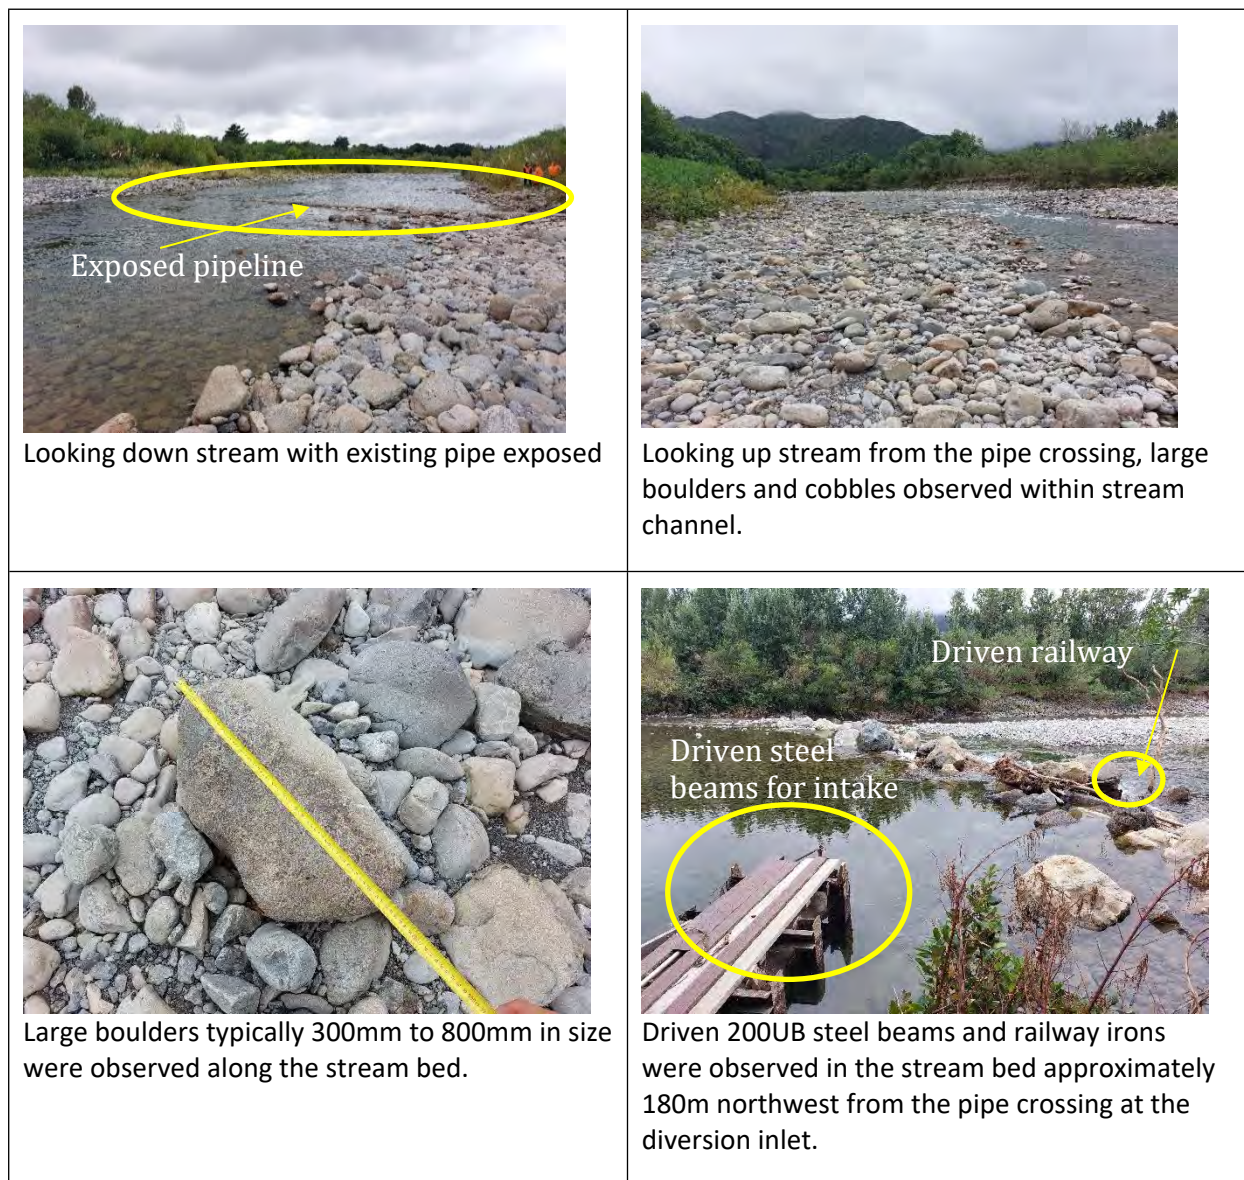 Exposed pipeline
Looking down stream with existing pipe exposed
Looking up stream from the pipe crossing, large
boulders and cobbles observed within stream
channel.
Large boulders typically 300mm to 800mm in size
were observed along the stream bed.
Driven railway
Driven steel
beams for intake
Driven 200UB steel beams and railway irons
were observed in the stream bed approximately
180m northwest from the pipe crossing at the
diversion inlet.